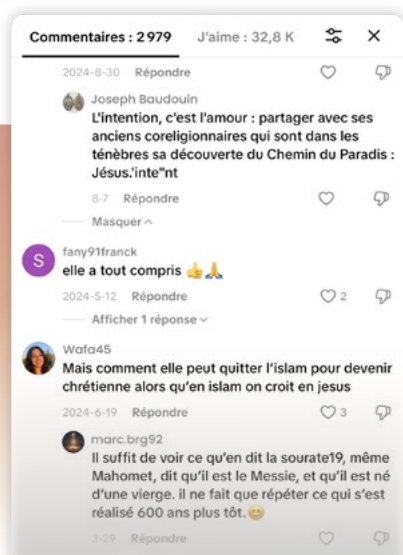 Commentaires : 2 979 J'aime : 32,8 K
2024-8-30 Répondre
Joseph Baudouin
L'intention, c'est l'amour : partager avec ses
anciens coreligionnaires qui sont dans les
ténèbres sa découverte du Chemin du Paradis :
Jésus.'inte"nt
8-7 Répondre
Masquer
S
fany91franck
elle a tout compris 👍🙏
2024-5-12 Répondre 2
Afficher 1 réponse
Wafa45
Mais comment elle peut quitter l'islam pour devenir
chrétienne alors qu'en islam on croit en jesus
2024-6-19 Répondre 3
marc.brg92
Il suffit de voir ce qu'en dit la sourate19, même
Mahomet, dit qu'il est le Messie, et qu'il est né
d'une vierge. il ne fait que répéter ce qui s'est
réalisé 600 ans plus tôt.😊
3-29 Répondre